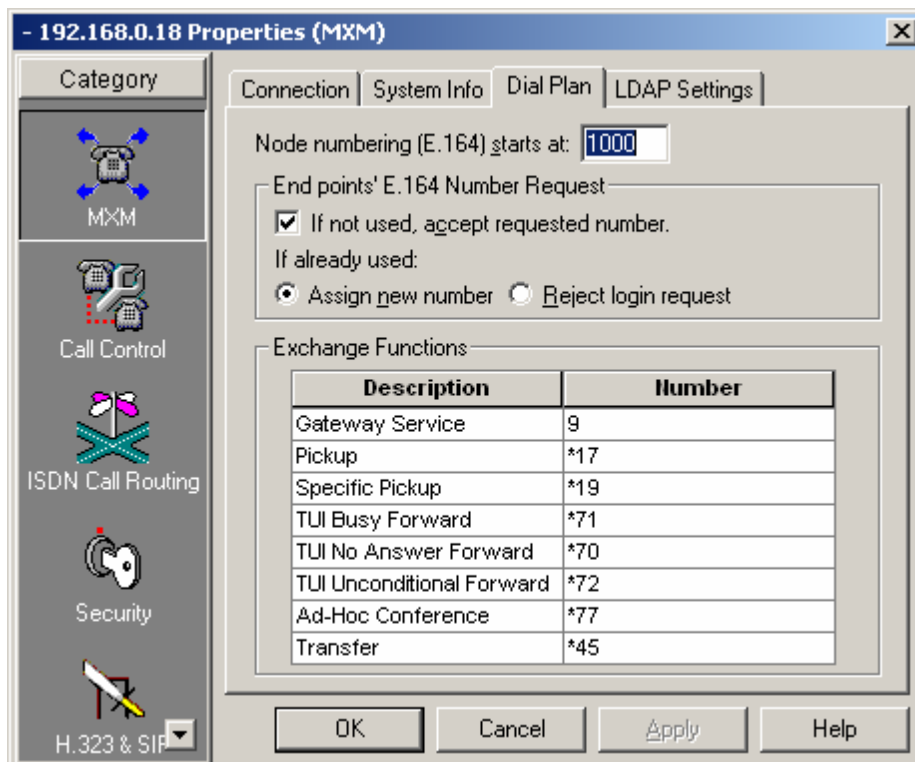 - 192.168.0.18 Properties (MXM)
Category
MXM
Call Control
ISDN Call Routing
Security
H.323 & SIP
Connection System Info Dial Plan LDAP Settings
Node numbering (E.164) starts at: 1000
End points' E.164 Number Request
If not used, accept requested number.
If already used:
Assign new number Reject login request
Exchange Functions
Description Number
Gateway Service 9
Pickup *17
Specific Pickup *19
TUI Busy Forward *71
TUI No Answer Forward *70
TUI Unconditional Forward *72
Ad-Hoc Conference *77
Transfer *45
OK Cancel Apply Help